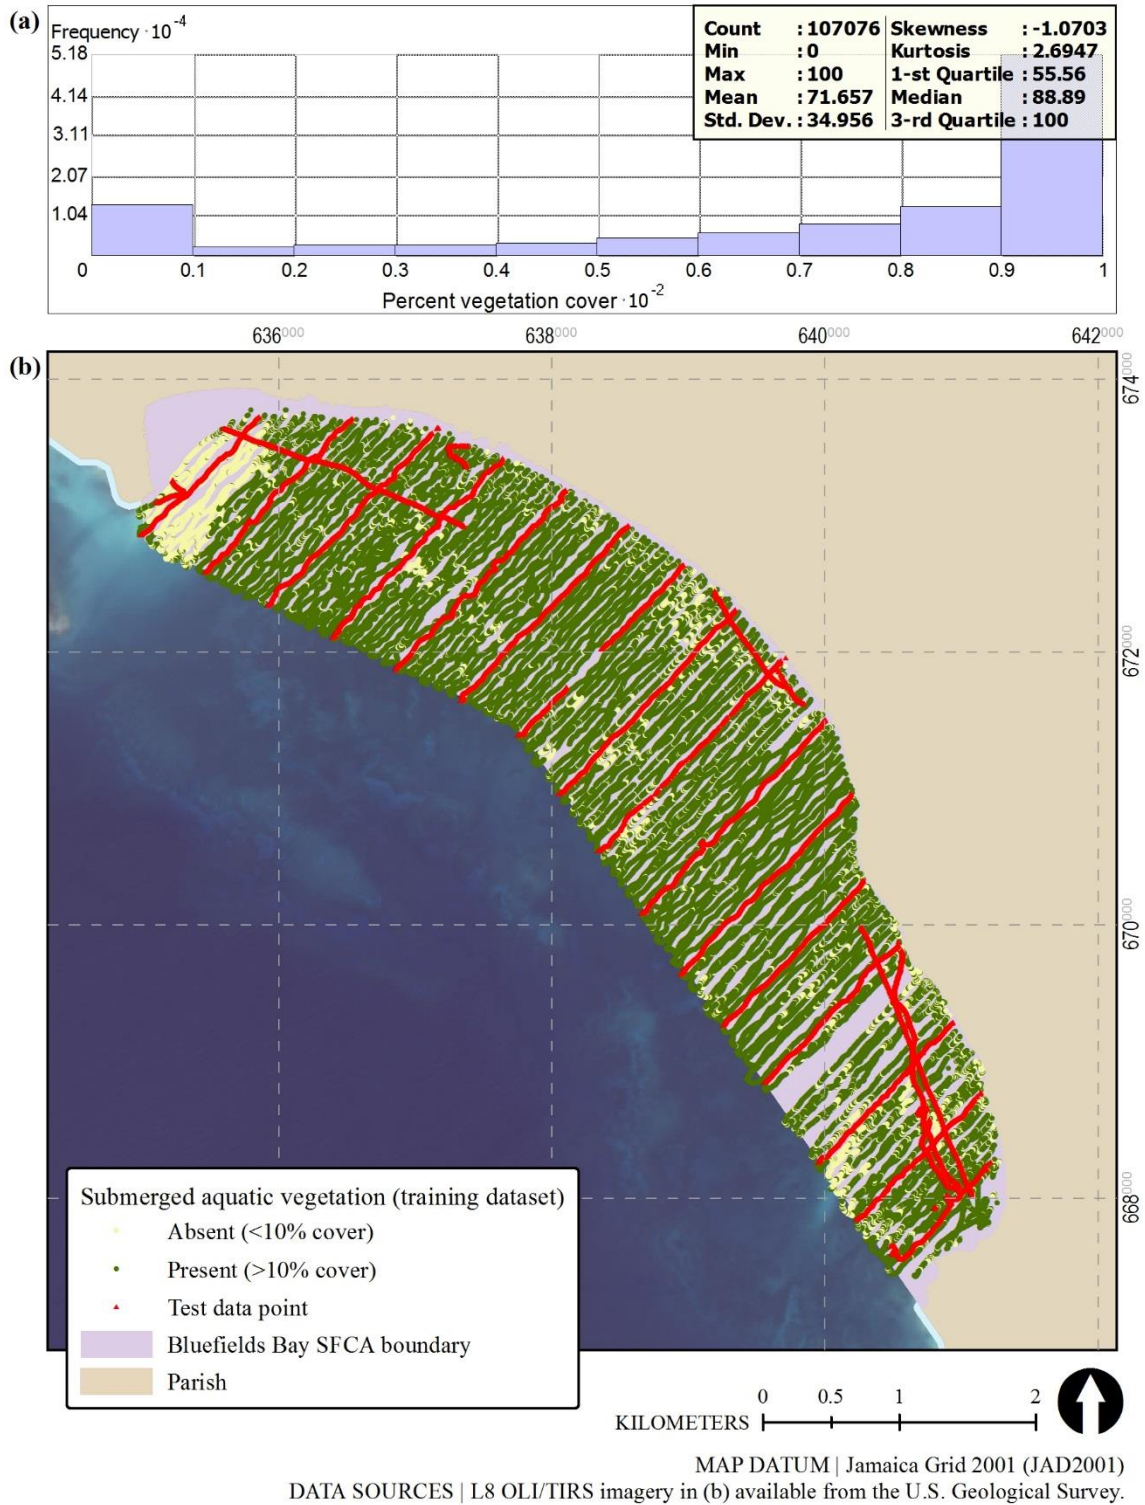 (a)
Frequency · 10⁻⁴
5.18
4.14
3.11
2.07
1.04
Count : 107076 Skewness : -1.0703
Min : 0 Kurtosis : 2.6947
Max : 100 1-st Quartile : 55.56
Mean : 71.657 Median : 88.89
Std. Dev. : 34.956 3-rd Quartile : 100
0 0.1 0.2 0.3 0.4 0.5 0.6 0.7 0.8 0.9 1
Percent vegetation cover · 10⁻²
(b)
636000 638000 640000 642000
674000
672000
670000
668000
Submerged aquatic vegetation (training dataset)
Absent (<10% cover)
Present (>10% cover)
Test data point
Bluefields Bay SFCA boundary
Parish
0 0.5 1 2
KILOMETERS
MAP DATUM | Jamaica Grid 2001 (JAD2001)
DATA SOURCES | L8 OLI/TIRS imagery in (b) available from the U.S. Geological Survey.